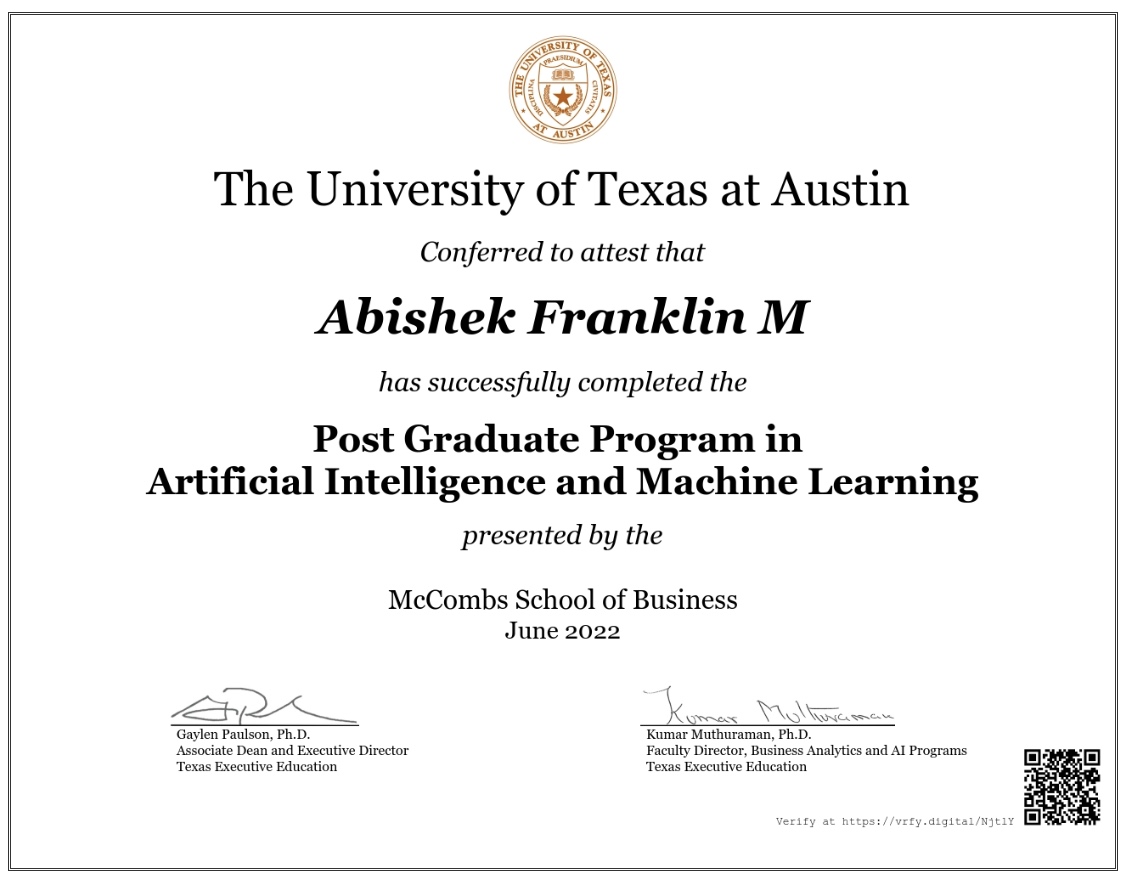 THE UNIVERSITY OF TEXAS
AT AUSTIN
PRAESIDIUM
DISCIPLINA
CIVITATIS
The University of Texas at Austin
Conferred to attest that
Abishek Franklin M
has successfully completed the
Post Graduate Program in
Artificial Intelligence and Machine Learning
presented by the
McCombs School of Business
June 2022
Kumar Muthuraman
Gaylen Paulson, Ph.D.
Associate Dean and Executive Director
Texas Executive Education
Kumar Muthuraman, Ph.D.
Faculty Director, Business Analytics and AI Programs
Texas Executive Education
Verify at https://vrfy.digital/NjtlY